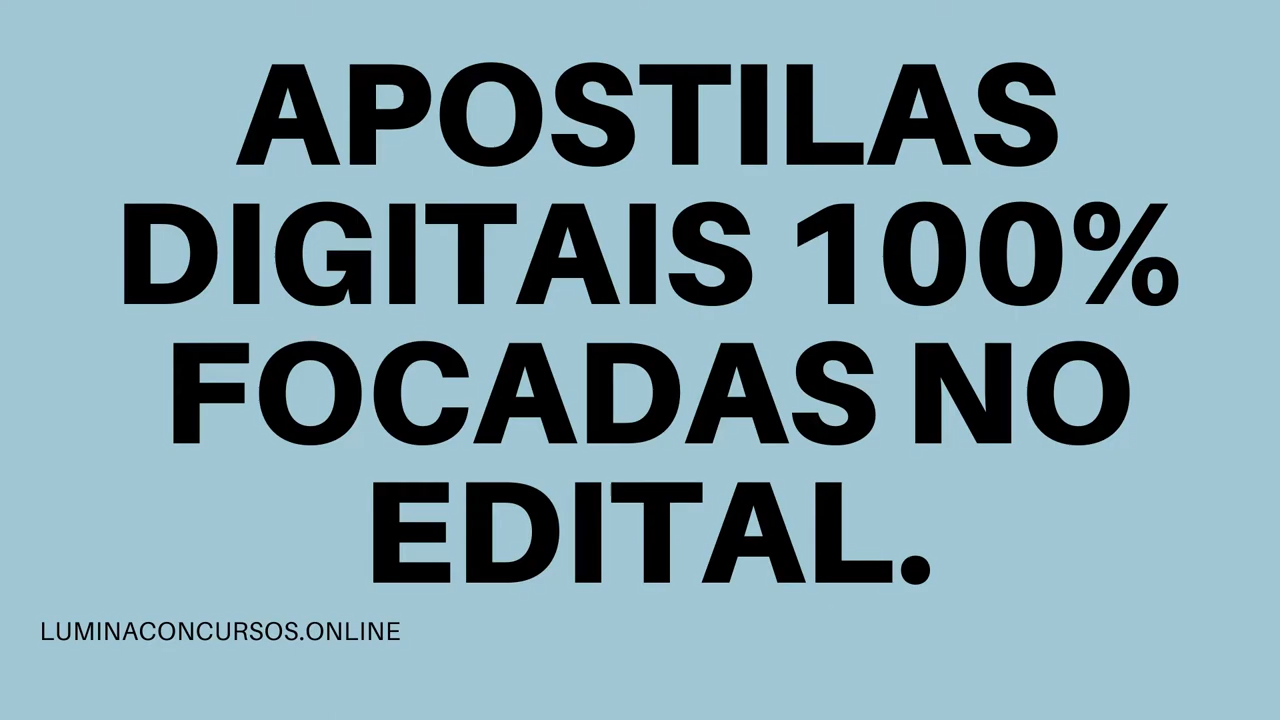 APOSTILAS
DIGITAIS 100%
FOCADAS NO
EDITAL.
LUMINACONCURSOS.ONLINE